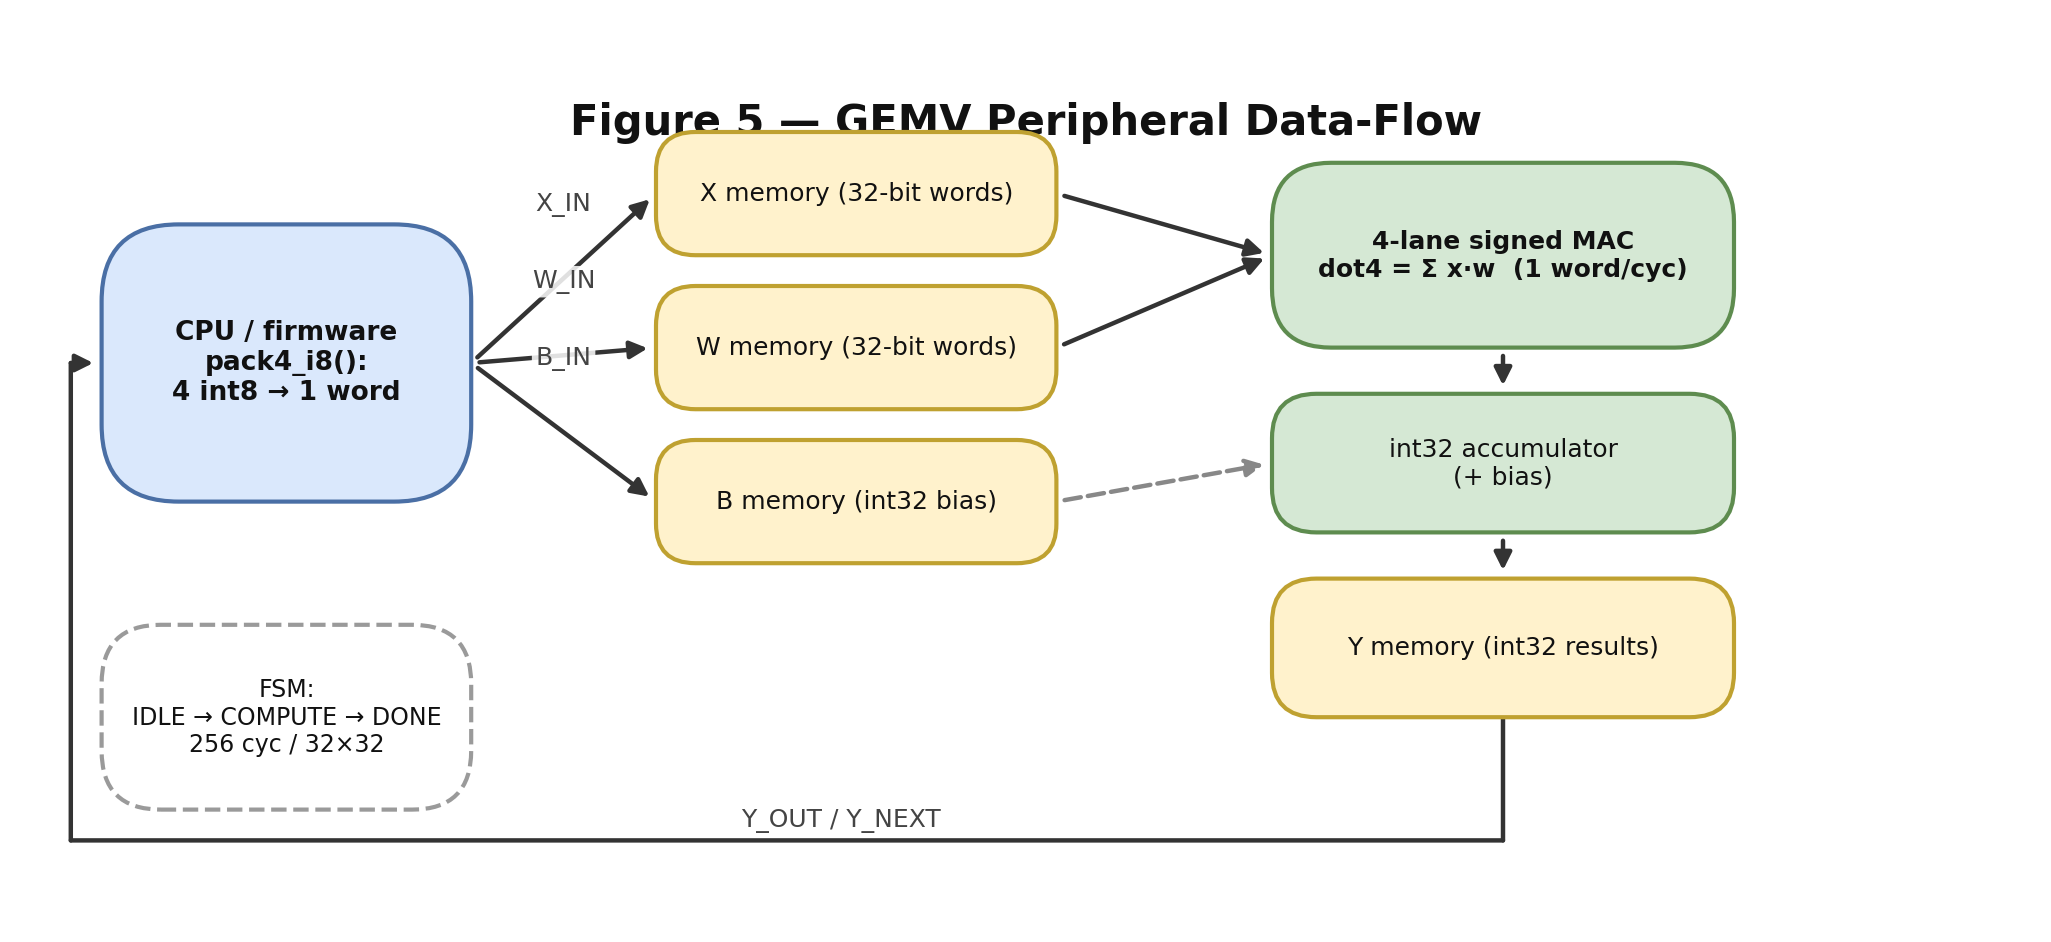 Figure 5 — GEMV Peripheral Data-Flow
X_IN
W_IN
B_IN
CPU / firmware
pack4_i8():
4 int8 → 1 word
X memory (32-bit words)
W memory (32-bit words)
B memory (int32 bias)
4-lane signed MAC
dot4 = Σ x·w (1 word/cyc)
int32 accumulator
(+ bias)
Y memory (int32 results)
FSM:
IDLE → COMPUTE → DONE
256 cyc / 32×32
Y_OUT / Y_NEXT